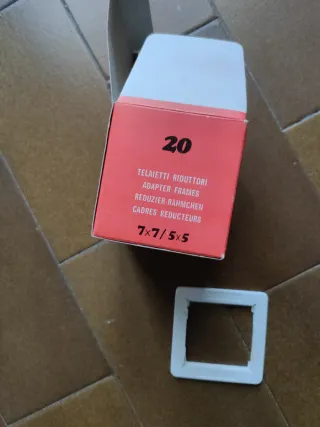 20
TELAIETTI RIDUTTORI
ADAPTER FRAMES
REDUZIER-RÄHMCHEN
CADRES REDUCTEURS
7x7/5x5